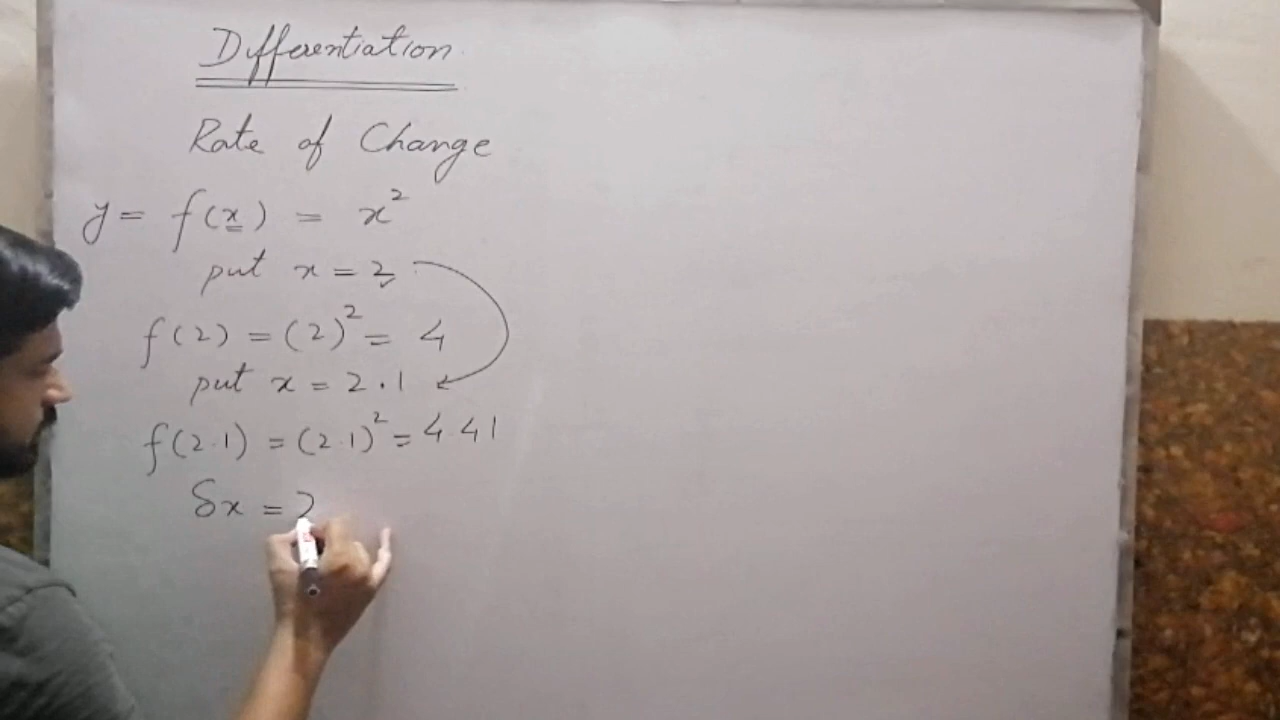 Differentiation
Rate of Change
y = f(x) = x²
put x = 2
f(2) = (2)² = 4
put x = 2.1
f(2.1) = (2.1)² = 4.41
δx = 2